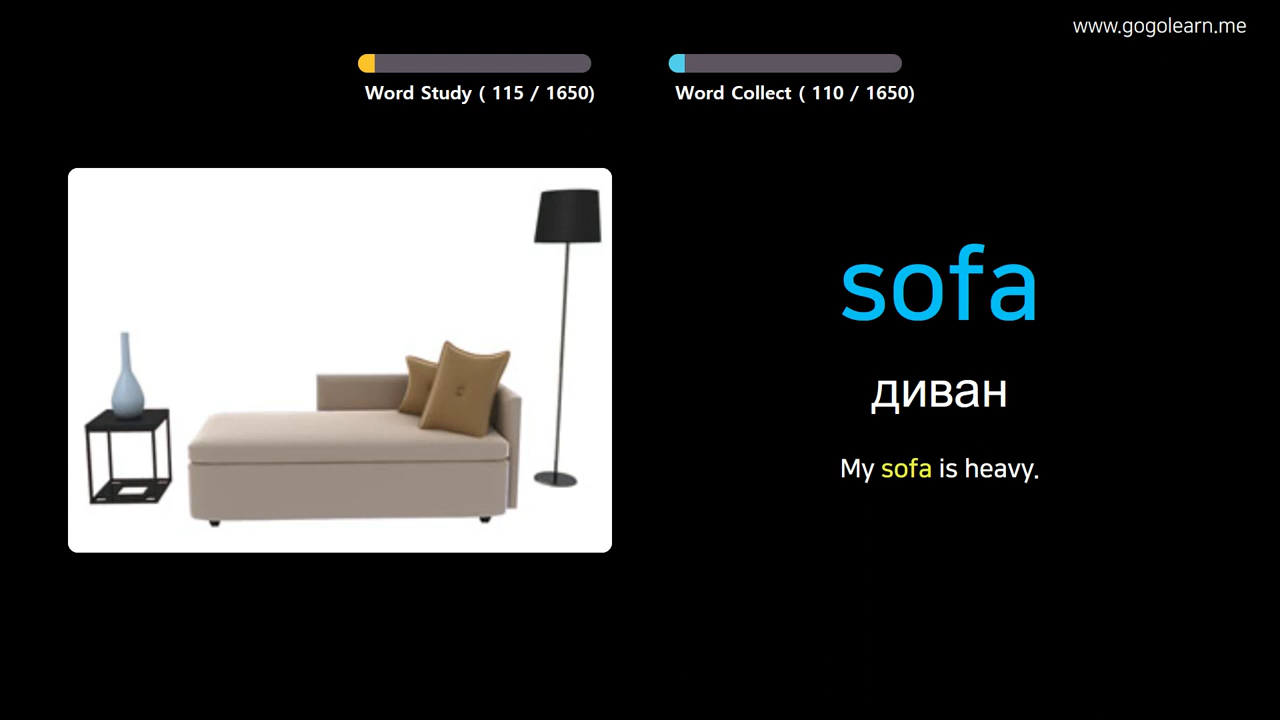 www.gogolearn.me
Word Study ( 115 / 1650)
Word Collect ( 110 / 1650)
sofa
диван
My sofa is heavy.